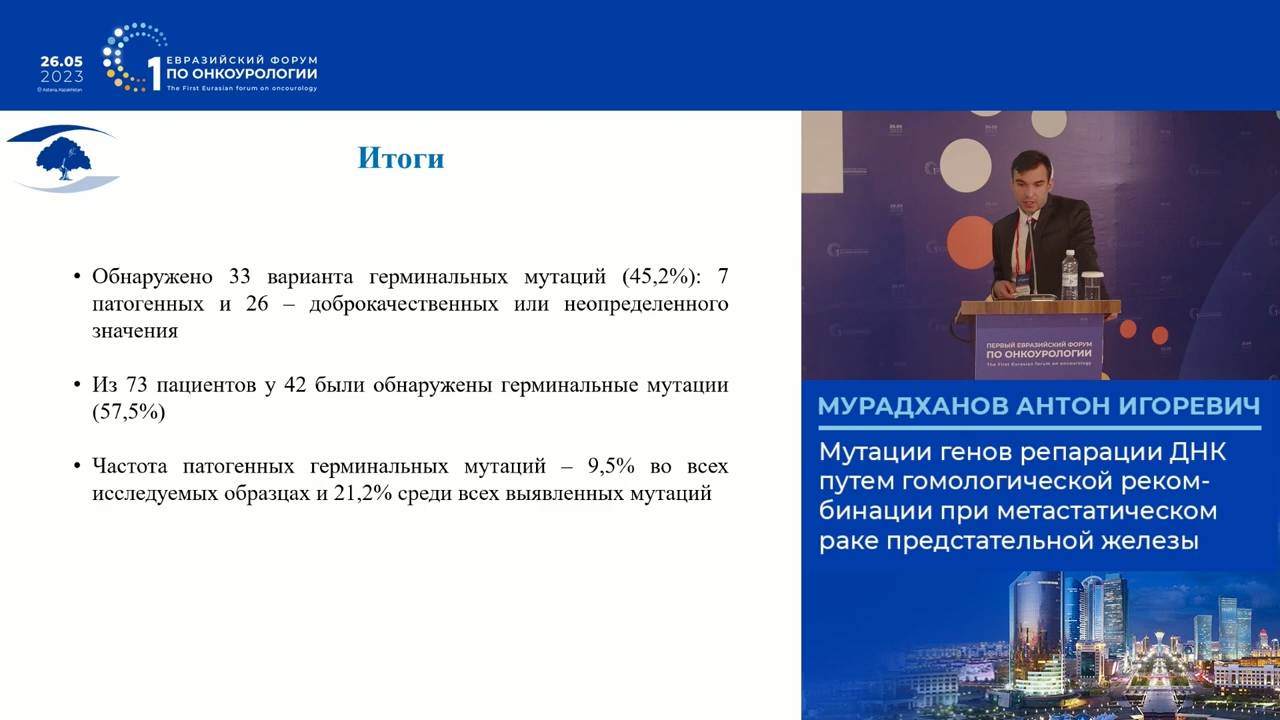 26.05
2023
Astana, Kazakhstan
1
ЕВРАЗИЙСКИЙ ФОРУМ
ПО ОНКОУРОЛОГИИ
The First Eurasian forum on oncourology
Итоги
• Обнаружено 33 варианта герминальных мутаций (45,2%): 7
патогенных и 26 – доброкачественных или неопределенного
значения
• Из 73 пациентов у 42 были обнаружены герминальные мутации
(57,5%)
• Частота патогенных герминальных мутаций – 9,5% во всех
исследуемых образцах и 21,2% среди всех выявленных мутаций
ПЕРВЫЙ ЕВРАЗИЙСКИЙ ФОРУМ
ПО ОНКОУРОЛОГИИ
The First Eurasian forum on oncourology
МУРАДХАНОВ АНТОН ИГОРЕВИЧ
Мутации генов репарации ДНК
путем гомологической реком-
бинации при метастатическом
раке предстательной железы